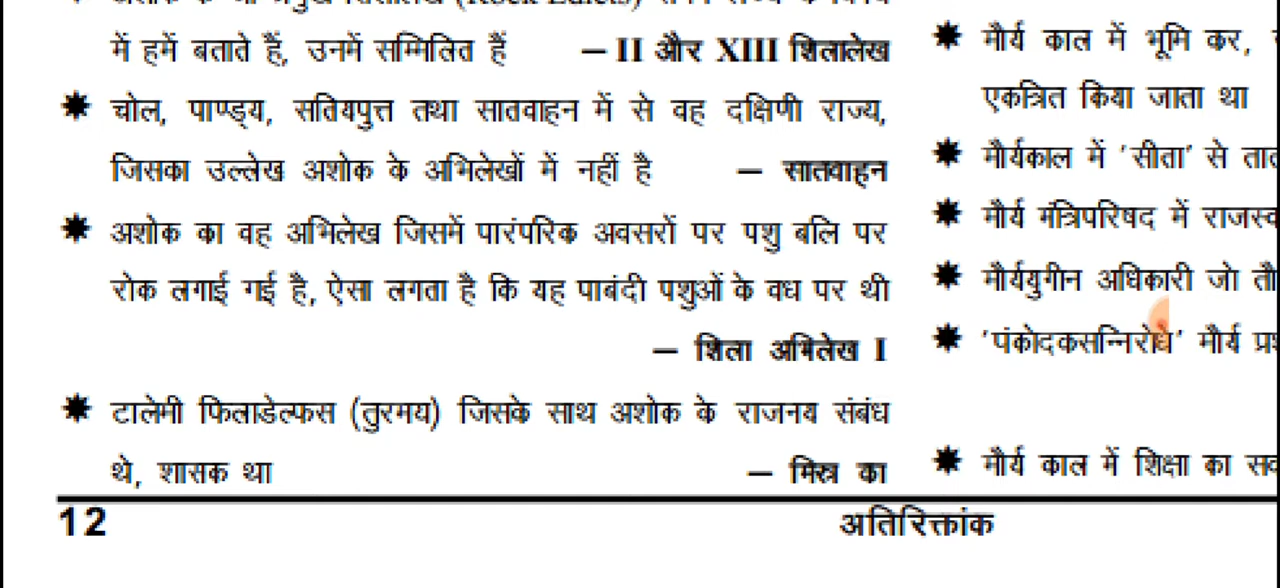 में हमें बताते हैं, उनमें सम्मिलित हैं — II और XIII शिलालेख
✷ चोल, पाण्ड्य, सतियपुत्त तथा सातवाहन में से वह दक्षिणी राज्य,
जिसका उल्लेख अशोक के अभिलेखों में नहीं है — सातवाहन
✷ अशोक का वह अभिलेख जिसमें पारंपरिक अवसरों पर पशु बलि पर
रोक लगाई गई है, ऐसा लगता है कि यह पाबंदी पशुओं के वध पर थी
— शिला अभिलेख I
✷ टालेमी फिलाडेल्फस (तुरमय) जिसके साथ अशोक के राजनय संबंध
थे, शासक था — मिस्र का
✷ मौर्य काल में भूमि कर,
एकत्रित किया जाता था
✷ मौर्यकाल में 'सीता' से
✷ मौर्य मंत्रिपरिषद में
✷ मौर्ययुगीन अधिकारी जो
✷ 'पंकोदकसन्निरोधे' मौर्य
✷ मौर्य काल में शिक्षा का
12 अतिरिक्तांक